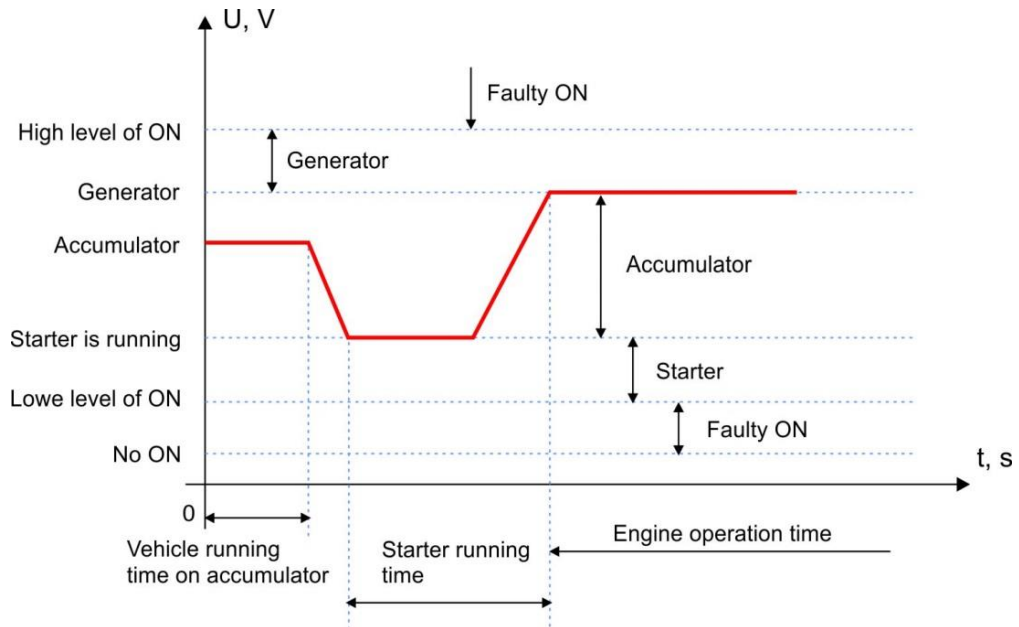 U, V
Faulty ON
High level of ON
Generator
Generator
Accumulator
Accumulator
Starter is running
Starter
Lowe level of ON
Faulty ON
No ON
t, s
0
Vehicle running
time on accumulator
Starter running
time
Engine operation time